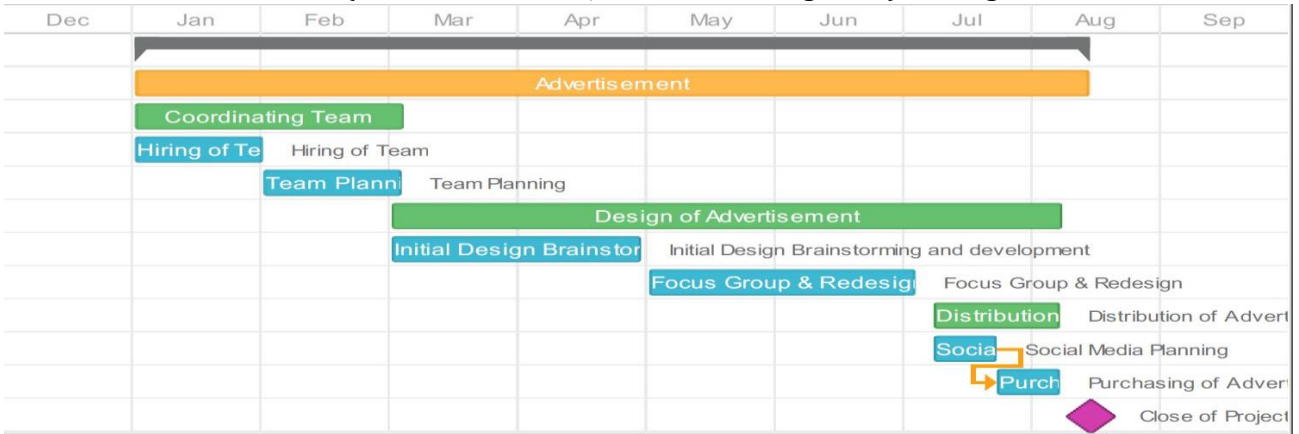 Dec Jan Feb Mar Apr May Jun Jul Aug Sep
Advertisement
Coordinating Team
Hiring of Te Hiring of Team
Team Planni Team Planning
Design of Advertisement
Initial Design Brainstor Initial Design Brainstorming and development
Focus Group & Redesig Focus Group & Redesign
Distribution Distribution of Advert
Socia Social Media Planning
Purch Purchasing of Adver
Close of Project